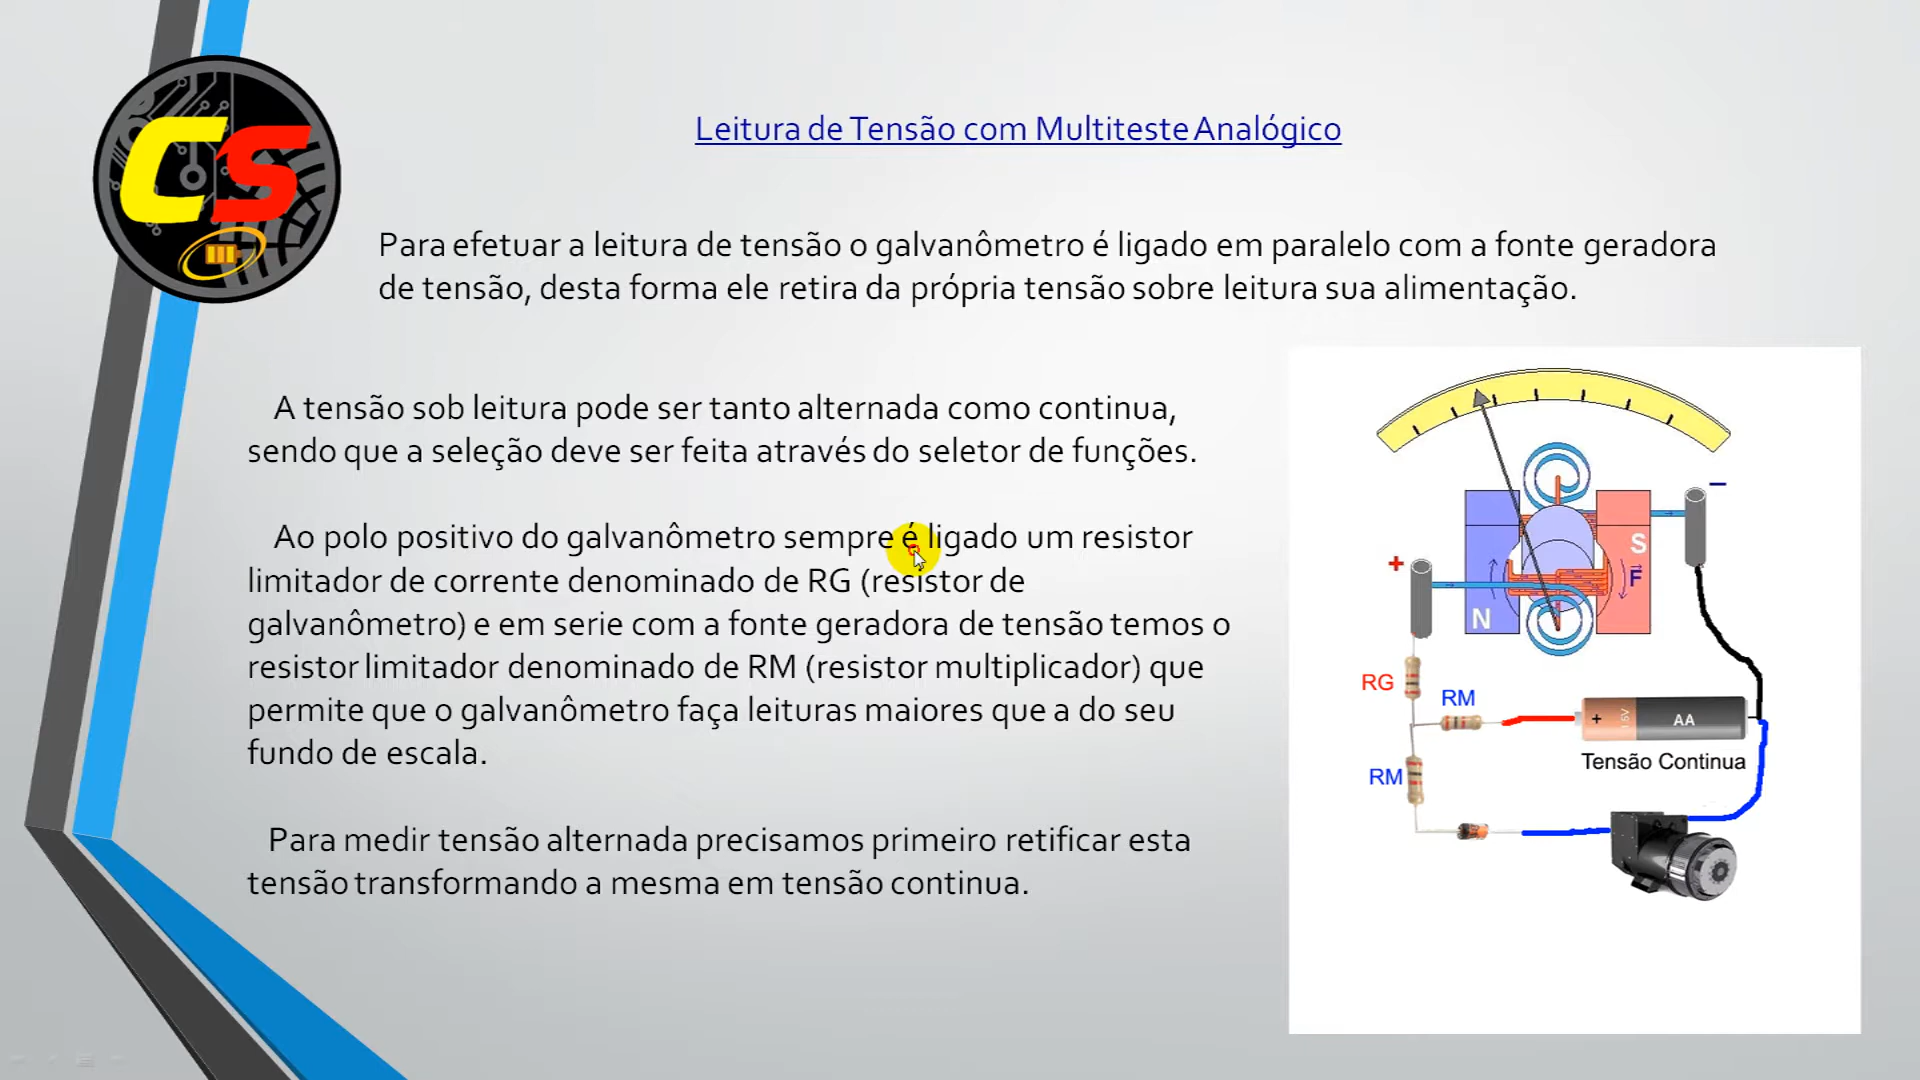 CS
Leitura de Tensão com Multiteste Analógico
Para efetuar a leitura de tensão o galvanômetro é ligado em paralelo com a fonte geradora
de tensão, desta forma ele retira da própria tensão sobre leitura sua alimentação.
A tensão sob leitura pode ser tanto alternada como continua,
sendo que a seleção deve ser feita através do seletor de funções.
Ao polo positivo do galvanômetro sempre é ligado um resistor
limitador de corrente denominado de RG (resistor de
galvanômetro) e em serie com a fonte geradora de tensão temos o
resistor limitador denominado de RM (resistor multiplicador) que
permite que o galvanômetro faça leituras maiores que a do seu
fundo de escala.
Para medir tensão alternada precisamos primeiro retificar esta
tensão transformando a mesma em tensão continua.
−
+
S
F
N
RG
RM
+ 1.5V AA
Tensão Continua
RM